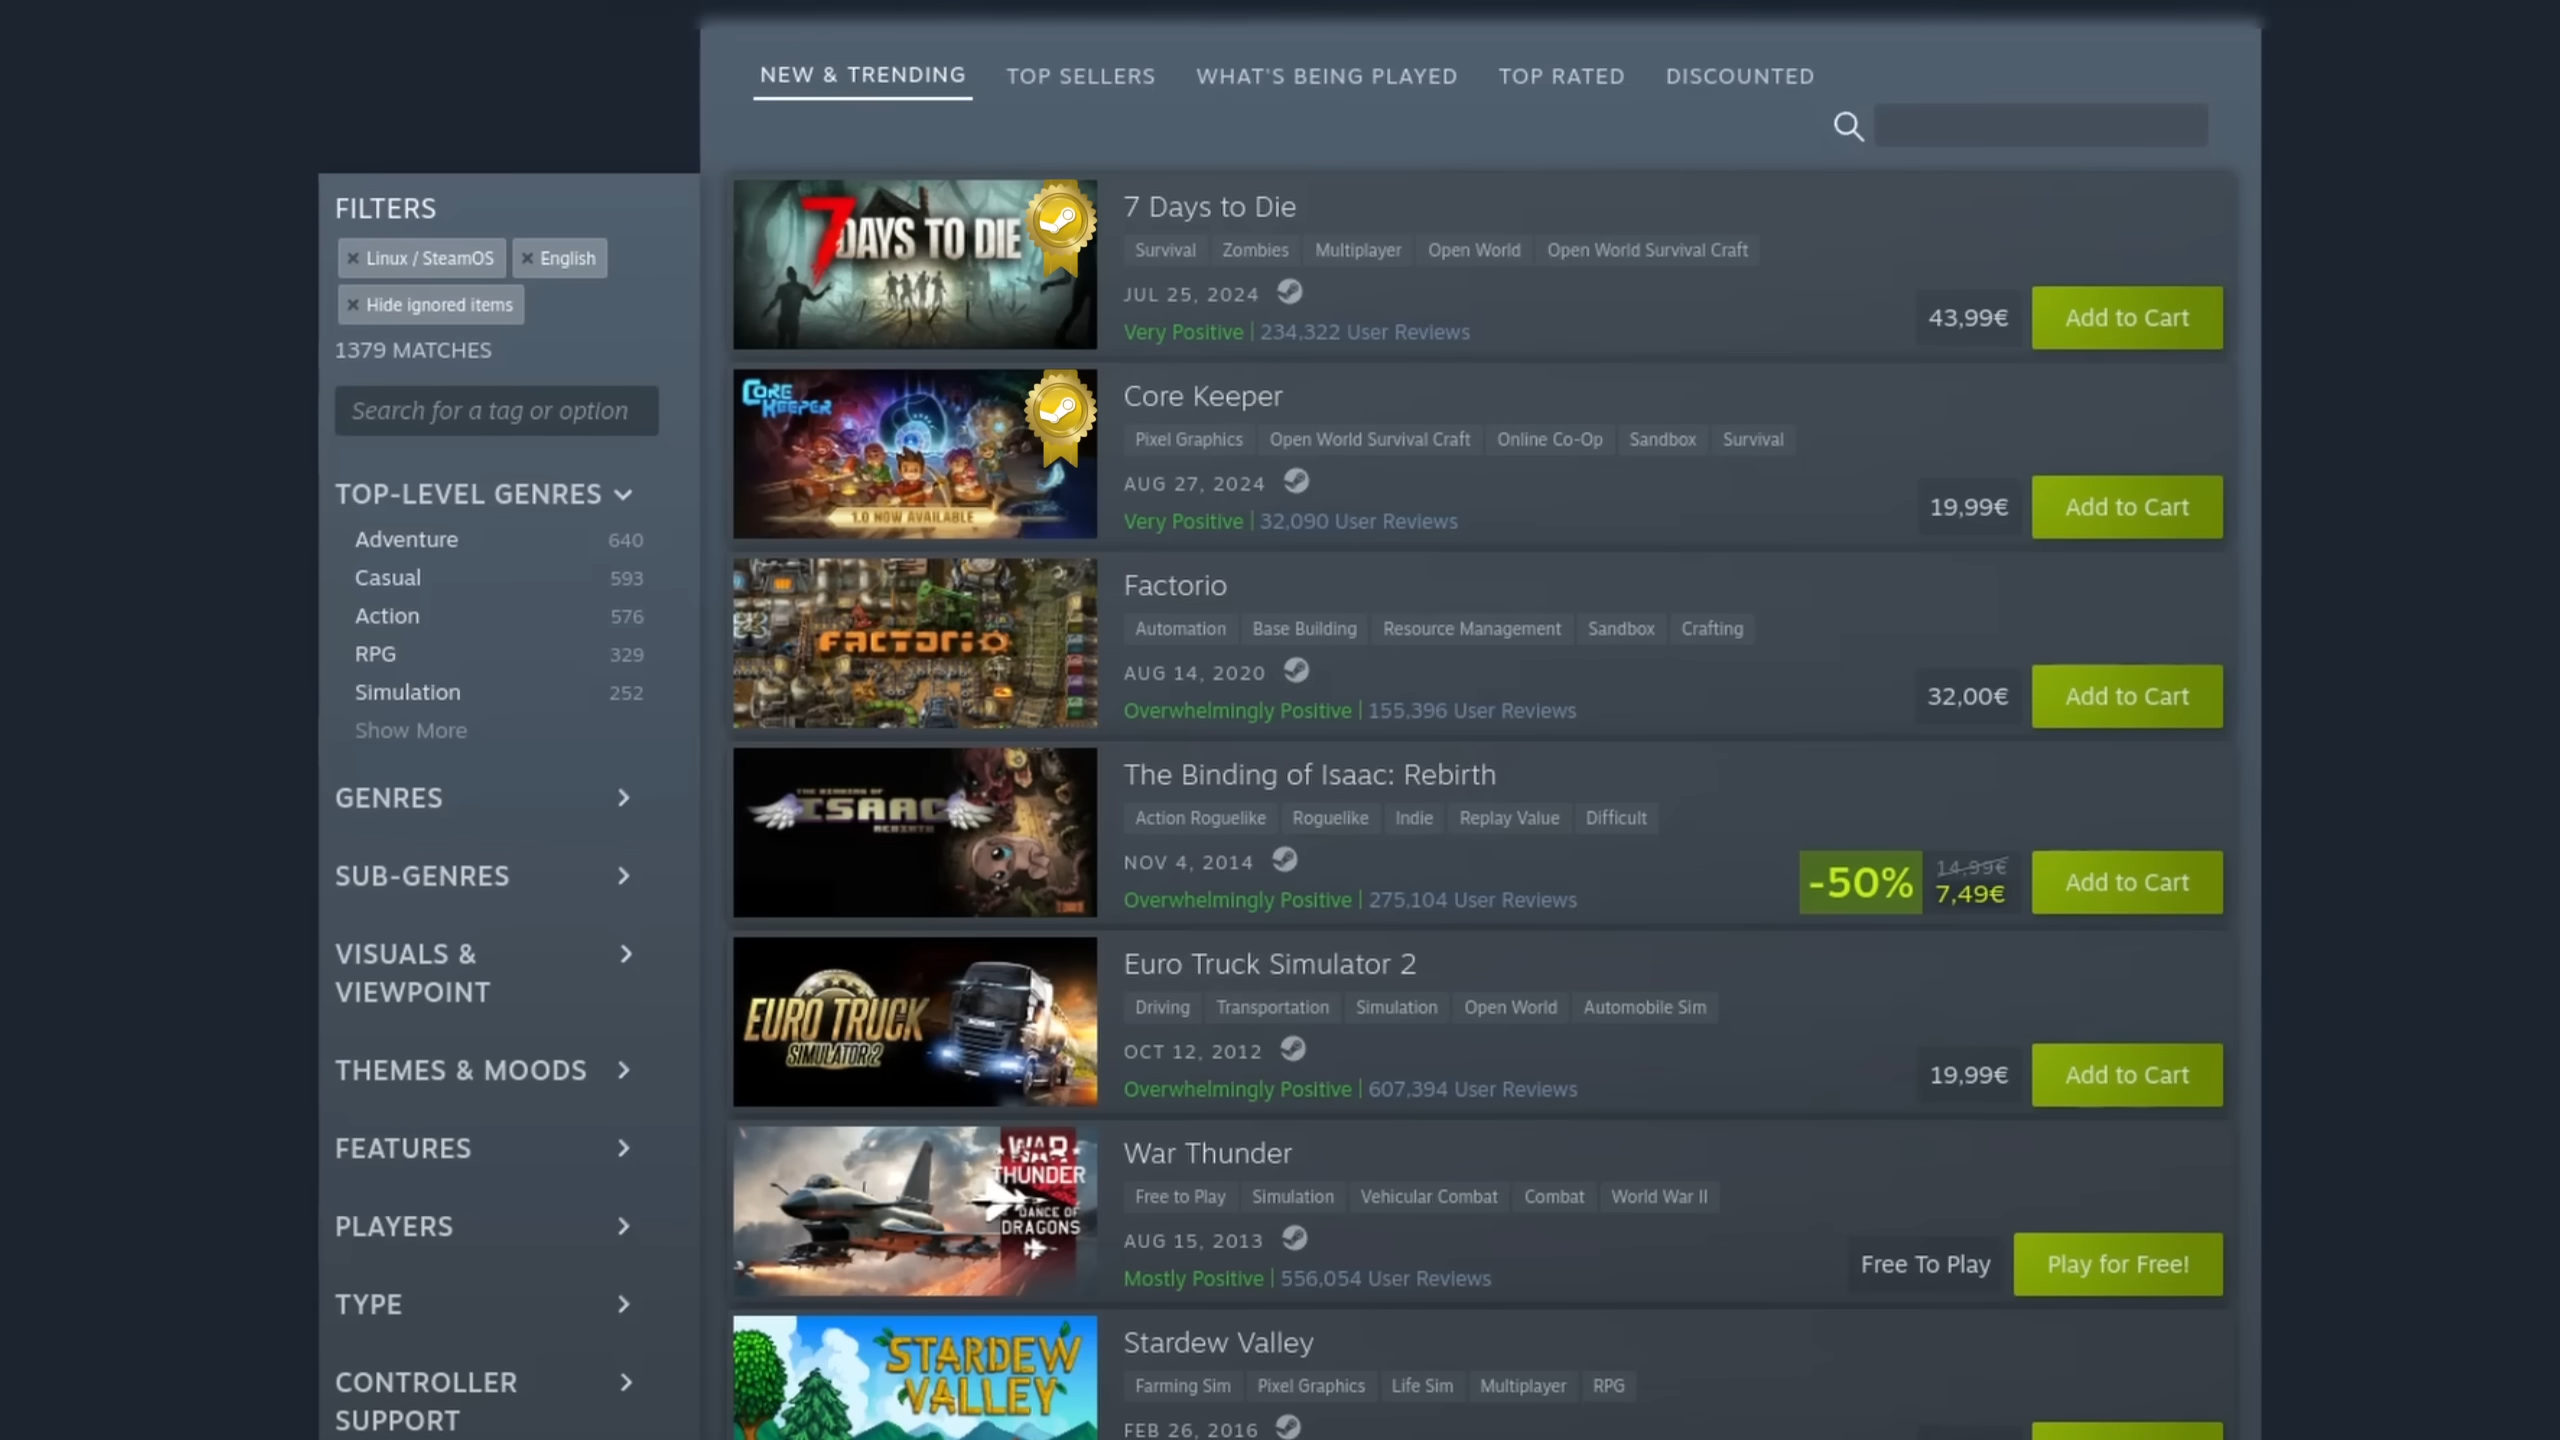 NEW & TRENDING TOP SELLERS WHAT'S BEING PLAYED TOP RATED DISCOUNTED
FILTERS
× Linux / SteamOS × English
× Hide ignored items
1379 MATCHES
Search for a tag or option
TOP-LEVEL GENRES
Adventure 640
Casual 593
Action 576
RPG 329
Simulation 252
Show More
GENRES
SUB-GENRES
VISUALS &
VIEWPOINT
THEMES & MOODS
FEATURES
PLAYERS
TYPE
CONTROLLER
SUPPORT
7 DAYS TO DIE
7 Days to Die
Survival Zombies Multiplayer Open World Open World Survival Craft
JUL 25, 2024
Very Positive | 234,322 User Reviews
43,99€ Add to Cart
CORE
KEEPER
1.0 NOW AVAILABLE
Core Keeper
Pixel Graphics Open World Survival Craft Online Co-Op Sandbox Survival
AUG 27, 2024
Very Positive | 32,090 User Reviews
19,99€ Add to Cart
FACTORIO
Factorio
Automation Base Building Resource Management Sandbox Crafting
AUG 14, 2020
Overwhelmingly Positive | 155,396 User Reviews
32,00€ Add to Cart
THE BINDING OF
ISAAC
REBIRTH
The Binding of Isaac: Rebirth
Action Roguelike Roguelike Indie Replay Value Difficult
NOV 4, 2014
Overwhelmingly Positive | 275,104 User Reviews
-50% 14,99€
7,49€
Add to Cart
EURO TRUCK
SIMULATOR 2
Euro Truck Simulator 2
Driving Transportation Simulation Open World Automobile Sim
OCT 12, 2012
Overwhelmingly Positive | 607,394 User Reviews
19,99€ Add to Cart
WAR
THUNDER
DANCE OF
DRAGONS
War Thunder
Free to Play Simulation Vehicular Combat Combat World War II
AUG 15, 2013
Mostly Positive | 556,054 User Reviews
Free To Play Play for Free!
STARDEW
VALLEY
Stardew Valley
Farming Sim Pixel Graphics Life Sim Multiplayer RPG
FEB 26, 2016